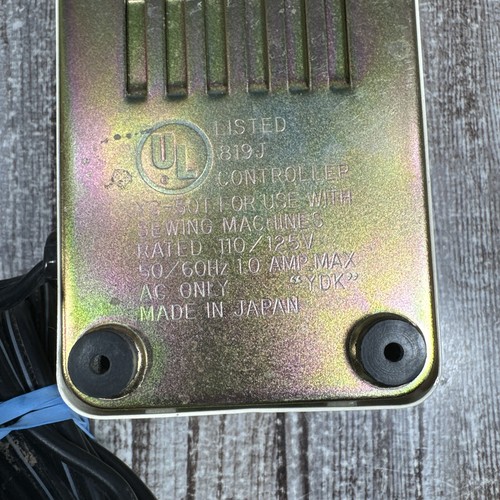 UL LISTED
819J
CONTROLLER
501 FOR USE WITH
SEWING MACHINES
RATED 110/125V
50/60HZ 1.0 AMP. MAX
AC ONLY "YDK"
MADE IN JAPAN